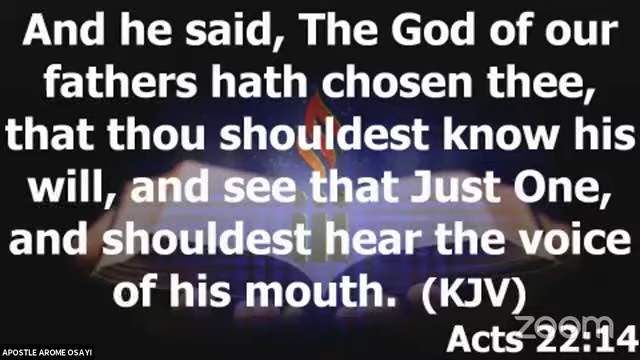 And he said, The God of our
fathers hath chosen thee,
that thou shouldest know his
will, and see that Just One,
and shouldest hear the voice
of his mouth. (KJV)
zoom
Acts 22:14
APOSTLE AROME OSAYI